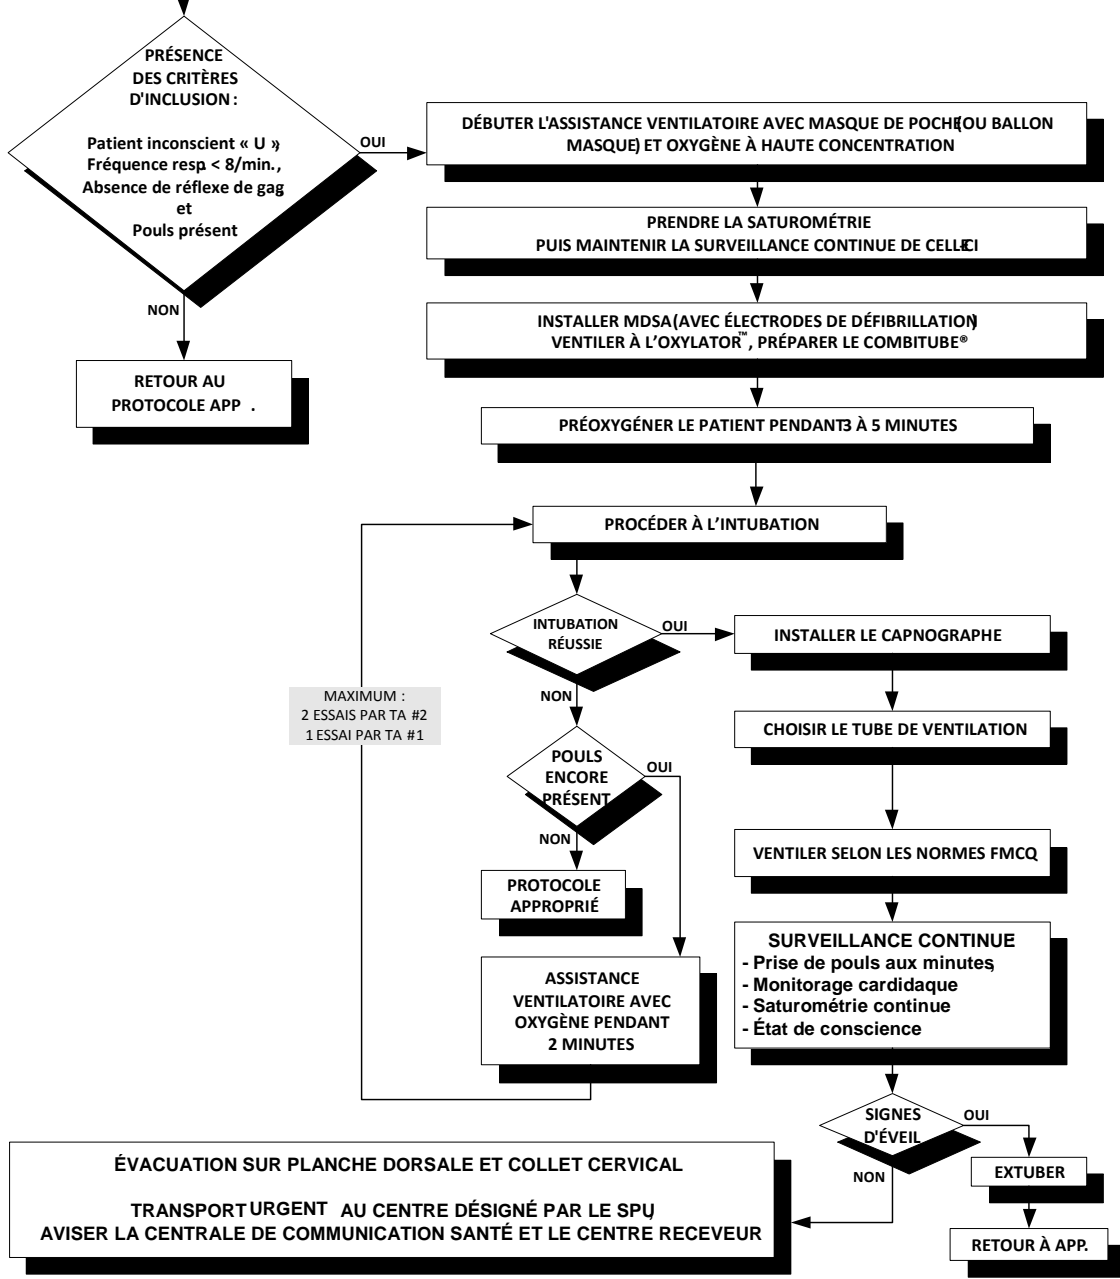 PRÉSENCE
DES CRITÈRES
D'INCLUSION :
Patient inconscient « U »,
Fréquence resp. < 8/min.,
Absence de réflexe de gag,
et
Pouls présent
OUI
NON
RETOUR AU
PROTOCOLE APP .
DÉBUTER L'ASSISTANCE VENTILATOIRE AVEC MASQUE DE POCHE (OU BALLON
MASQUE) ET OXYGÈNE À HAUTE CONCENTRATION
PRENDRE LA SATUROMÉTRIE
PUIS MAINTENIR LA SURVEILLANCE CONTINUE DE CELLE-CI
INSTALLER MDSA (AVEC ÉLECTRODES DE DÉFIBRILLATION)
VENTILER À L'OXYLATOR™, PRÉPARER LE COMBITUBE®
PRÉOXYGÉNER LE PATIENT PENDANT 3 À 5 MINUTES
PROCÉDER À L'INTUBATION
INTUBATION
RÉUSSIE
OUI
NON
MAXIMUM :
2 ESSAIS PAR TA #2
1 ESSAI PAR TA #1
POULS
ENCORE
PRÉSENT
OUI
NON
PROTOCOLE
APPROPRIÉ
ASSISTANCE
VENTILATOIRE AVEC
OXYGÈNE PENDANT
2 MINUTES
INSTALLER LE CAPNOGRAPHE
CHOISIR LE TUBE DE VENTILATION
VENTILER SELON LES NORMES FMCQ
SURVEILLANCE CONTINUE
- Prise de pouls aux minutes,
- Monitorage cardidaque
- Saturométrie continue
- État de conscience
SIGNES
D'ÉVEIL
OUI
NON
EXTUBER
RETOUR À APP.
ÉVACUATION SUR PLANCHE DORSALE ET COLLET CERVICAL
TRANSPORT URGENT AU CENTRE DÉSIGNÉ PAR LE SPU,
AVISER LA CENTRALE DE COMMUNICATION SANTÉ ET LE CENTRE RECEVEUR